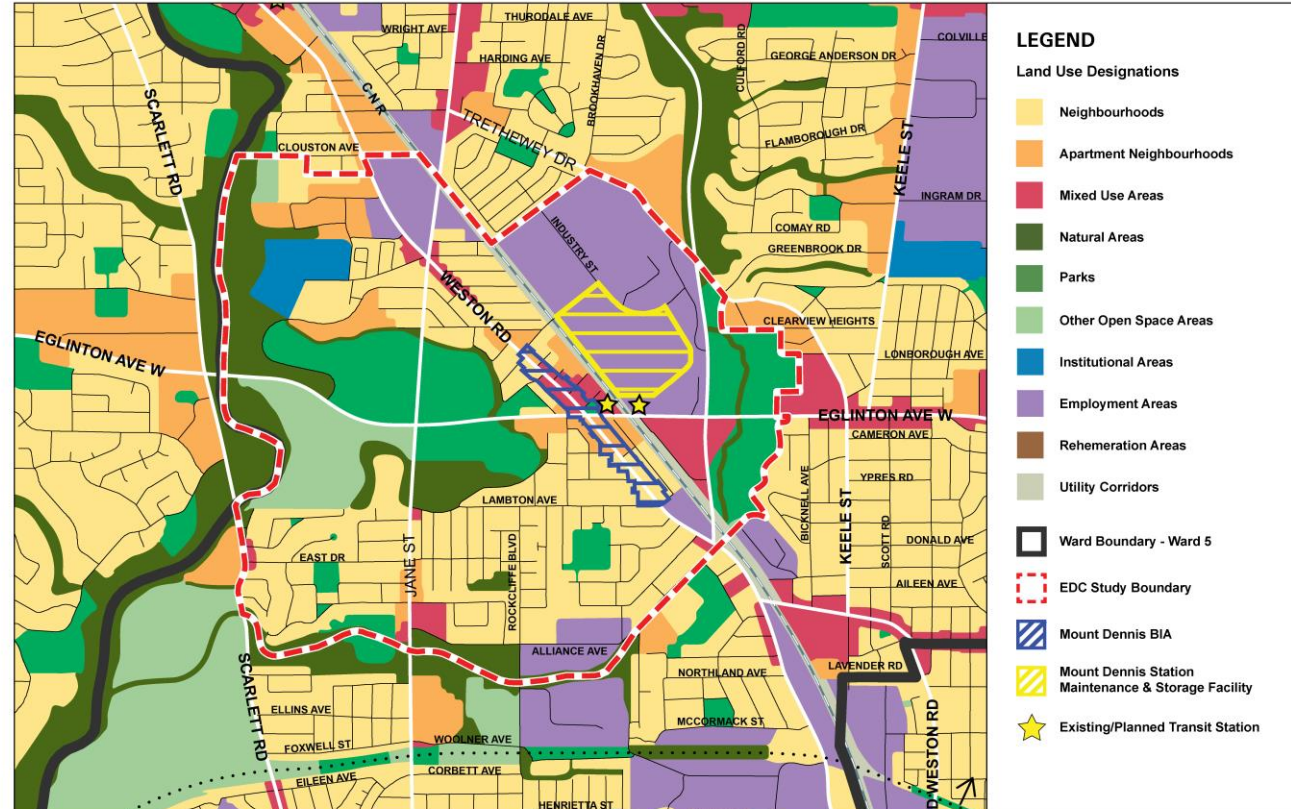 THURODALE AVE
WRIGHT AVE
COLVILLE
HARDING AVE
BROOKHAVEN DR
CULFORD RD
GEORGE ANDERSON DR
C N R
SCARLETT RD
TRETHEWEY DR
FLAMBOROUGH DR
KEELE ST
CLOUSTON AVE
INGRAM DR
COMAY RD
GREENBROOK DR
INDUSTRY ST
WESTON RD
CLEARVIEW HEIGHTS
EGLINTON AVE W
LONBOROUGH AVE
EGLINTON AVE W
CAMERON AVE
YPRES RD
LAMBTON AVE
BICKNELL AVE
KEELE ST
SCOTT RD
DONALD AVE
EAST DR
JANE ST
ROCKCLIFFE BLVD
AILEEN AVE
ALLIANCE AVE
NORTHLAND AVE
LAVENDER RD
SCARLETT RD
ELLINS AVE
MCCORMACK ST
FOXWELL ST
WOOLNER AVE
EILEEN AVE
CORBETT AVE
HENRIETTA ST
D WESTON RD
LEGEND
Land Use Designations
Neighbourhoods
Apartment Neighbourhoods
Mixed Use Areas
Natural Areas
Parks
Other Open Space Areas
Institutional Areas
Employment Areas
Rehemeration Areas
Utility Corridors
Ward Boundary - Ward 5
EDC Study Boundary
Mount Dennis BIA
Mount Dennis Station
Maintenance & Storage Facility
Existing/Planned Transit Station